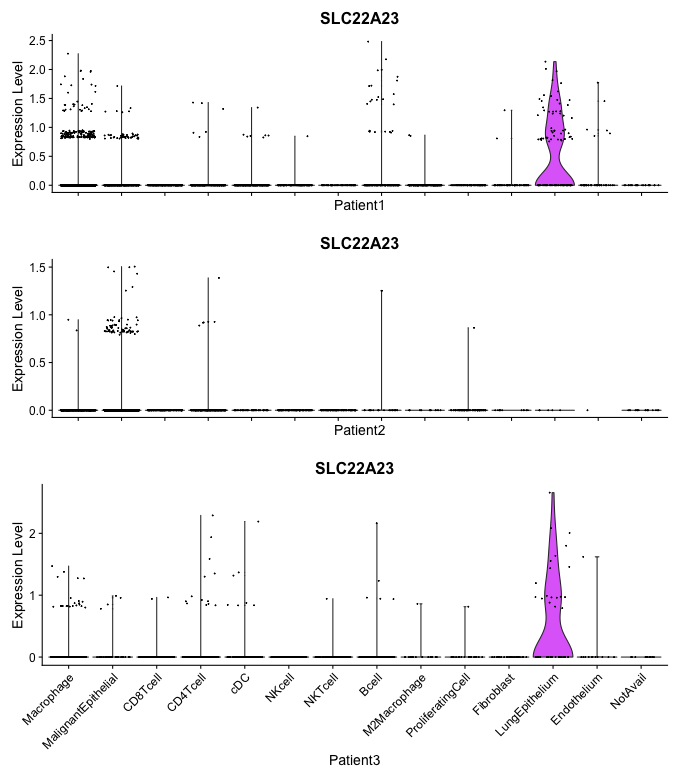 SLC22A23
Expression Level
2.5
2.0
1.5
1.0
0.5
0.0
Patient1
SLC22A23
Expression Level
1.5
1.0
0.5
0.0
Patient2
SLC22A23
Expression Level
2
1
0
Macrophage
MalignantEpithelial
CD8Tcell
CD4Tcell
cDC
NKcell
NKTcell
Bcell
M2Macrophage
ProliferatingCell
Fibroblast
LungEpithelium
Endothelium
NotAvail
Patient3